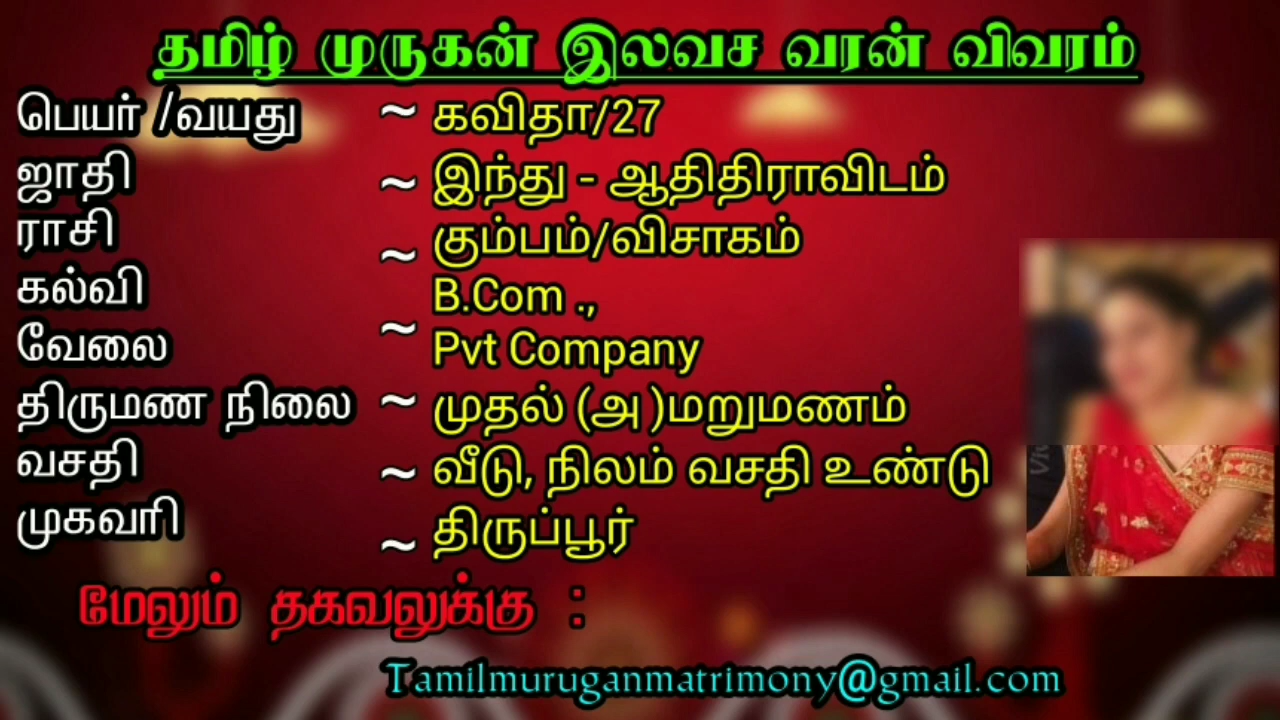 தமிழ் முருகன் இலவச வரன் விவரம்
பெயர் /வயது ~ கவிதா/27
ஜாதி ~ இந்து - ஆதிதிராவிடம்
ராசி ~ கும்பம்/விசாகம்
கல்வி ~ B.Com .,
வேலை Pvt Company
திருமண நிலை ~ முதல் (அ )மறுமணம்
வசதி ~ வீடு, நிலம் வசதி உண்டு
முகவரி ~ திருப்பூர்
மேலும் தகவலுக்கு :
Tamilmuruganmatrimony@gmail.com